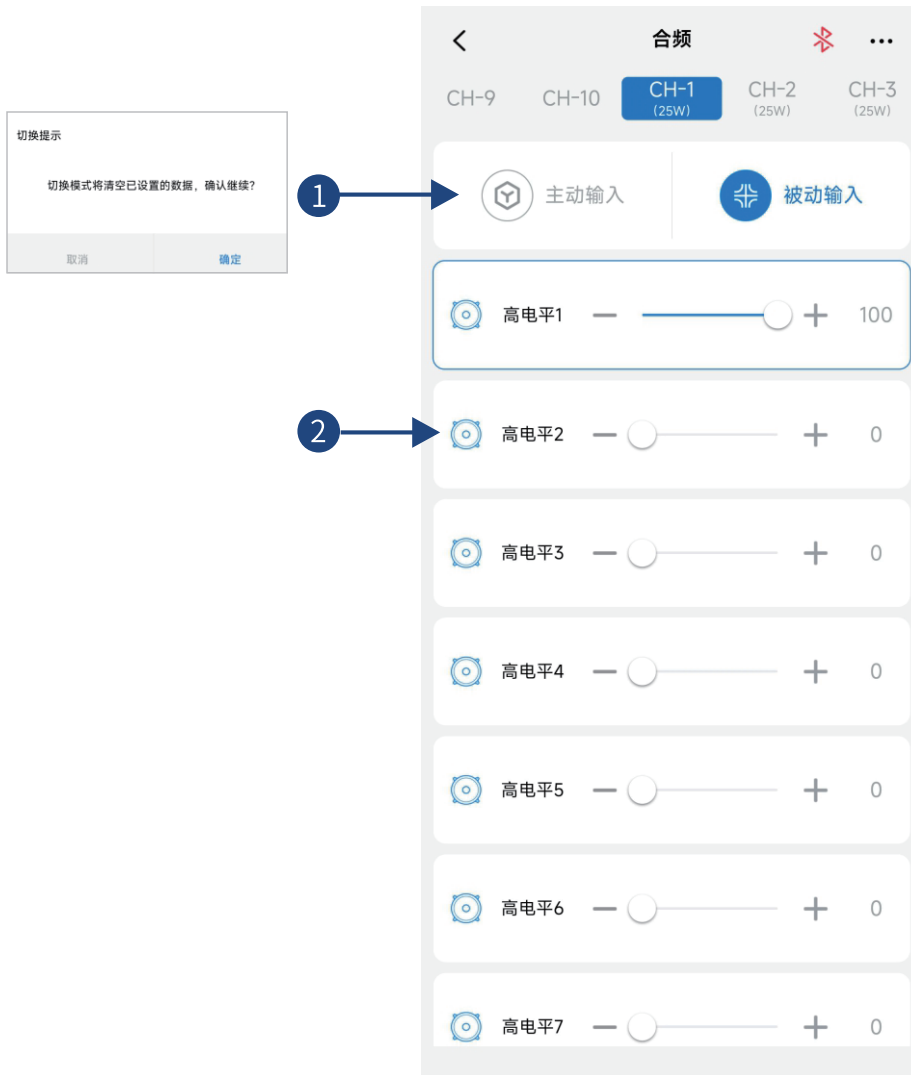 切换提示
切换模式将清空已设置的数据，确认继续?
取消 确定
1
2
合频
CH-9 CH-10 CH-1 CH-2 CH-3
(25W) (25W) (25W)
主动输入 被动输入
高电平1 100
高电平2 0
高电平3 0
高电平4 0
高电平5 0
高电平6 0
高电平7 0